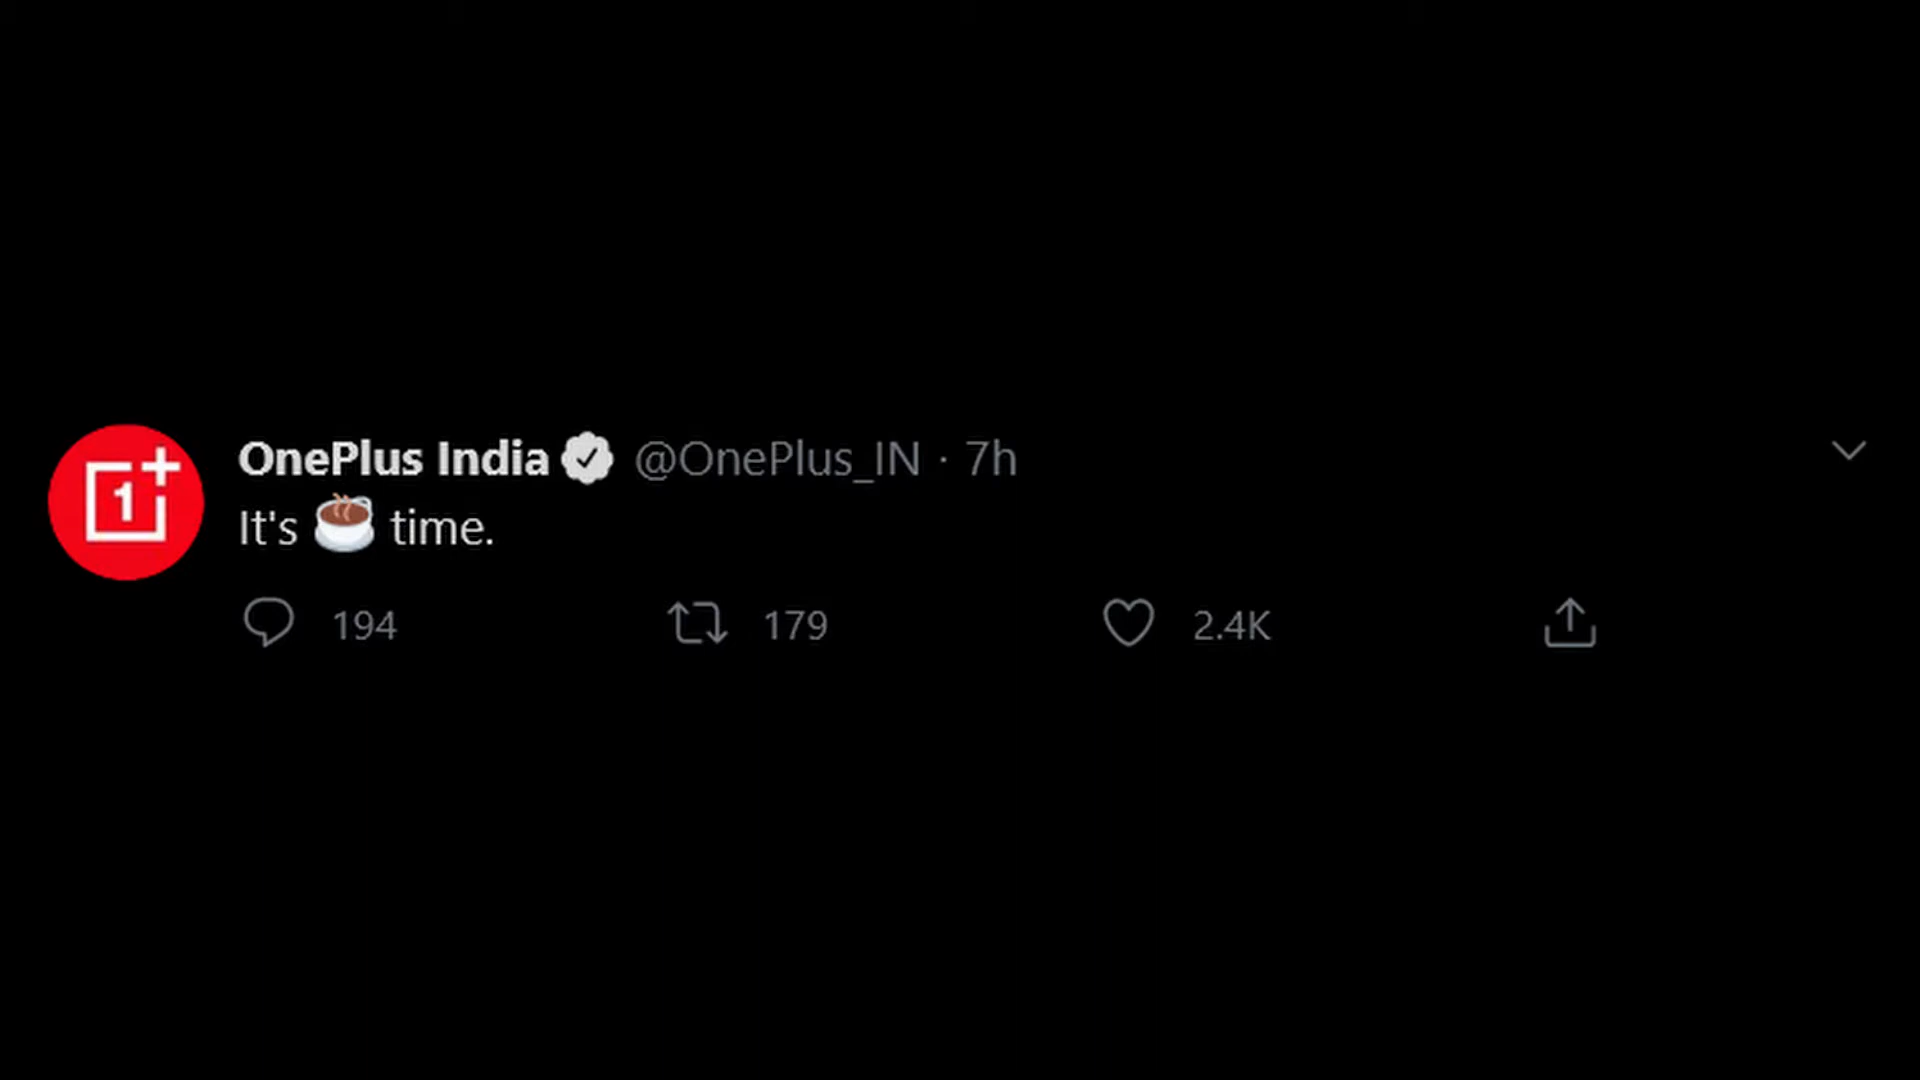 OnePlus India @OnePlus_IN · 7h
It's ☕ time.
194 179 2.4K